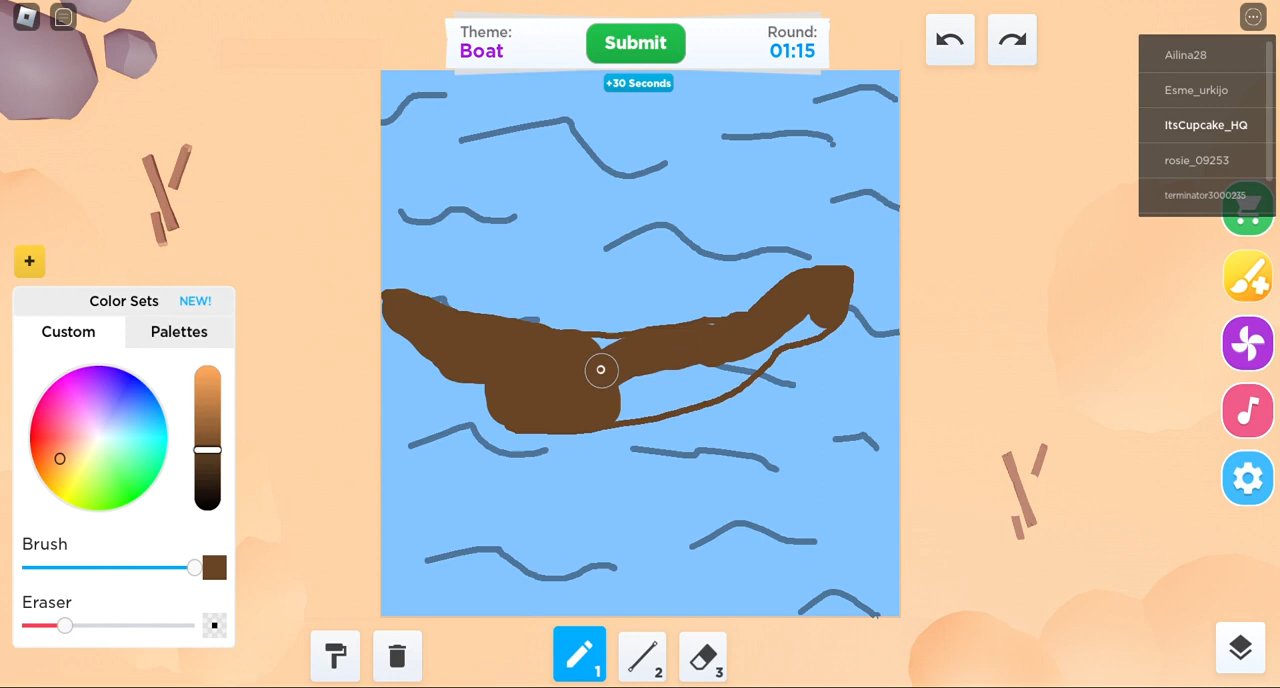 Theme:
Boat
Submit
Round:
01:15
+30 Seconds
Ailina28
Esme_urkijo
ItsCupcake_HQ
rosie_09253
terminator3000235
+
Color Sets NEW!
Custom Palettes
Brush
Eraser
1
2
3